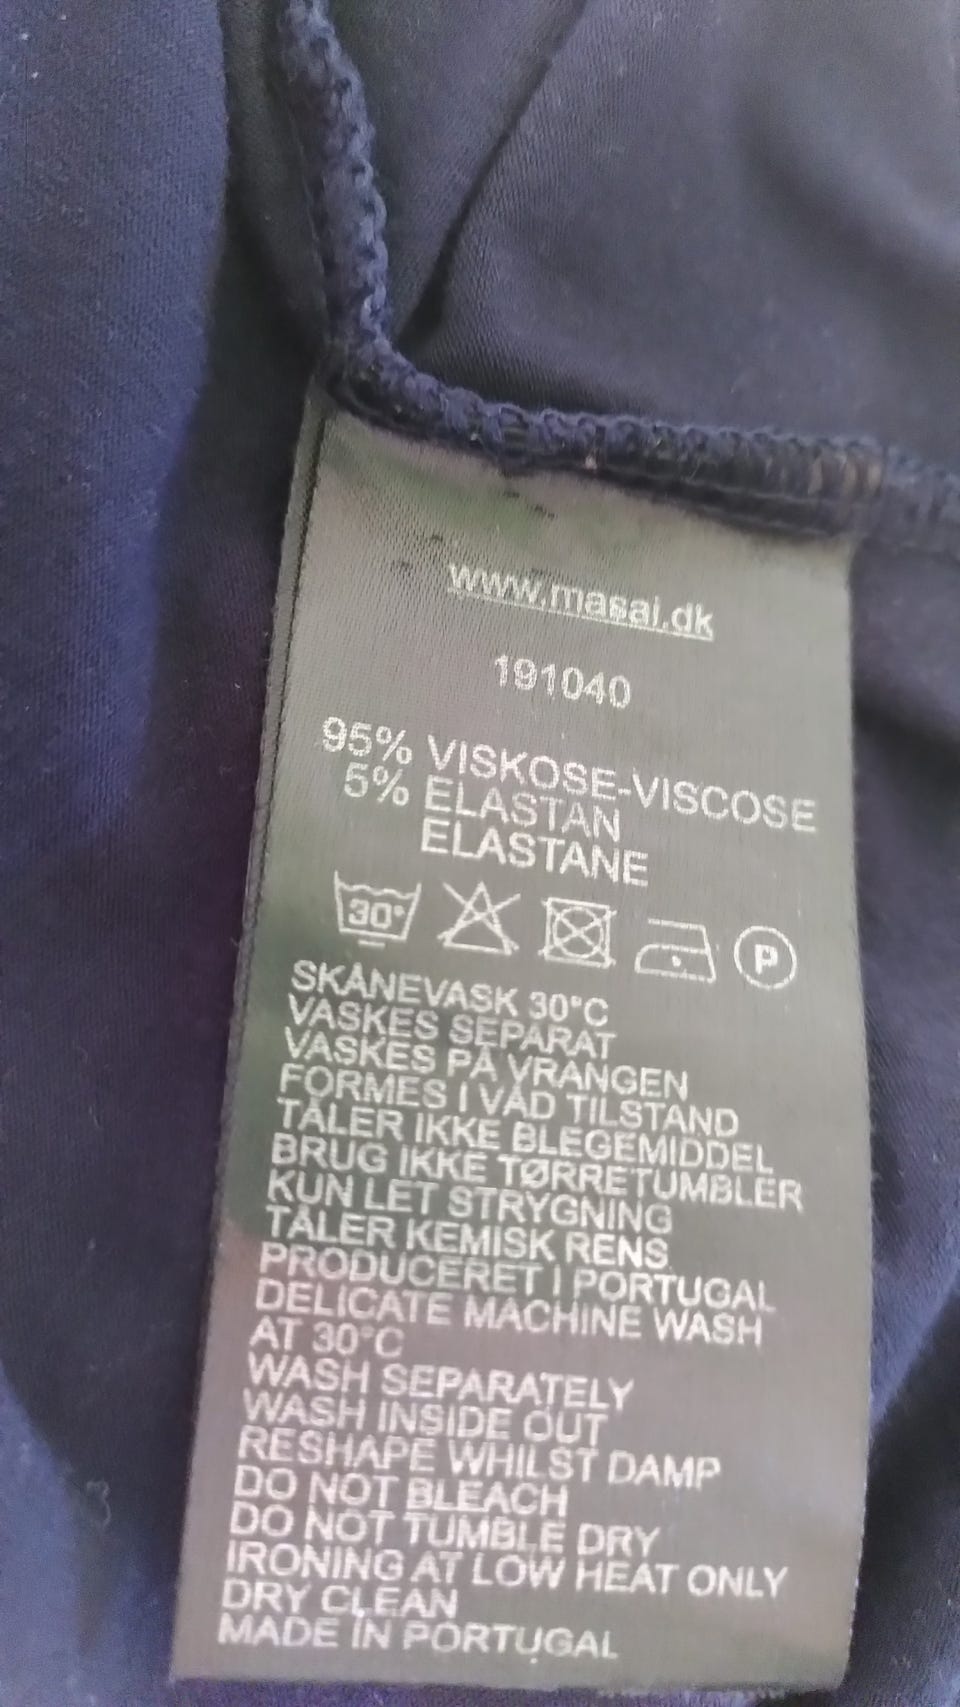 www.masai.dk
191040
95% VISKOSE-VISCOSE
5% ELASTAN
ELASTANE
30°
P
SKÅNEVASK 30°C
VASKES SEPARAT
VASKES PÅ VRANGEN
FORMES I VÅD TILSTAND
TÅLER IKKE BLEGEMIDDEL
BRUG IKKE TØRRETUMBLER
KUN LET STRYGNING
TÅLER KEMISK RENS
PRODUCERET I PORTUGAL
DELICATE MACHINE WASH
AT 30°C
WASH SEPARATELY
WASH INSIDE OUT
RESHAPE WHILST DAMP
DO NOT BLEACH
DO NOT TUMBLE DRY
IRONING AT LOW HEAT ONLY
DRY CLEAN
MADE IN PORTUGAL